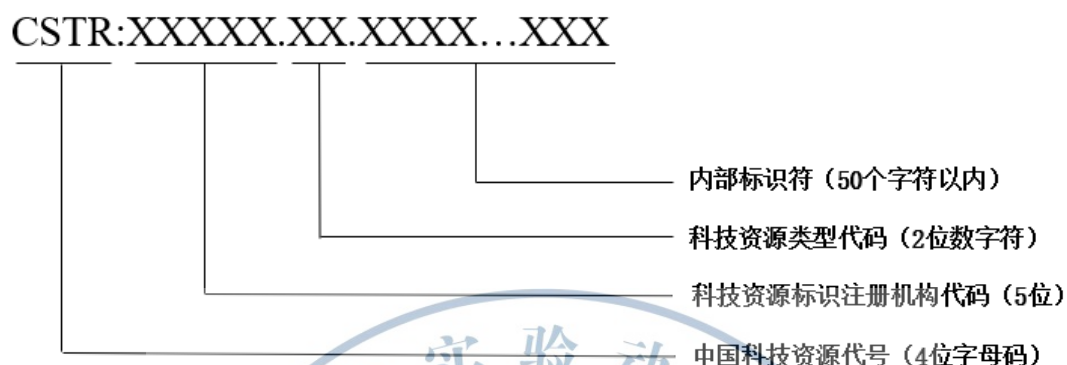 CSTR:XXXXX.XX.XXXX…XXX
内部标识符（50个字符以内）
科技资源类型代码（2位数字符）
科技资源标识注册机构代码（5位）
中国科技资源代号（4位字母码）
实验动